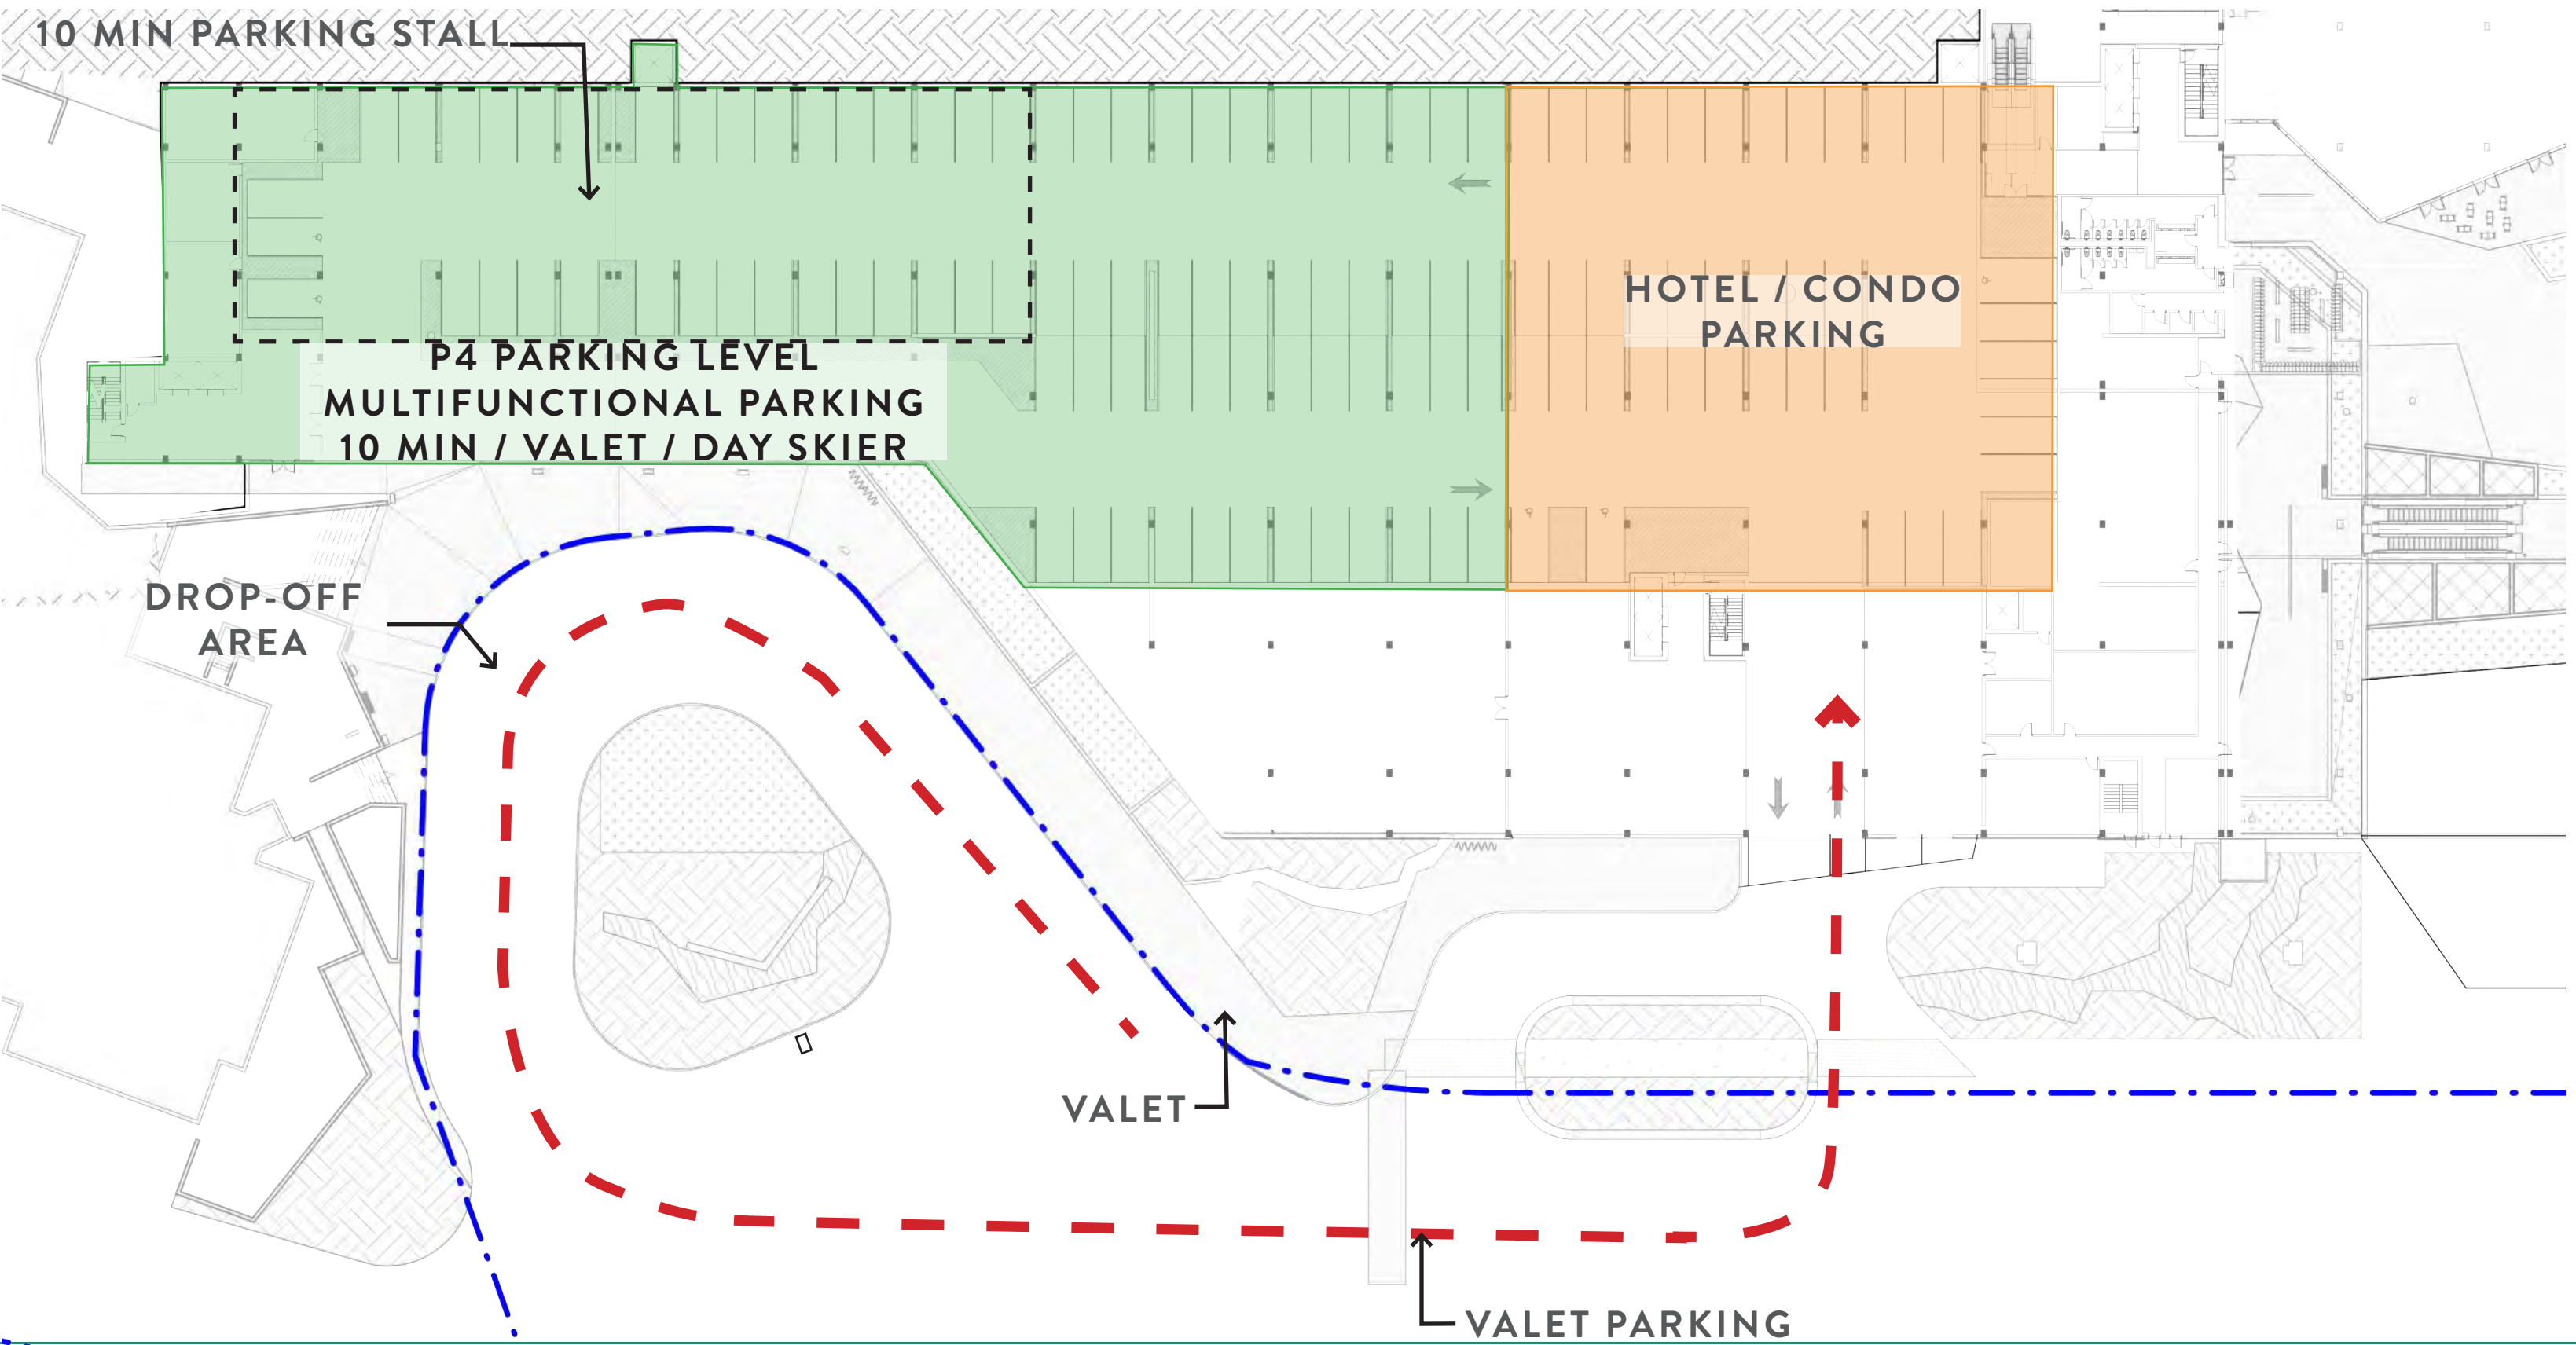 10 MIN PARKING STALL
HOTEL / CONDO
PARKING
P4 PARKING LEVEL
MULTIFUNCTIONAL PARKING
10 MIN / VALET / DAY SKIER
DROP-OFF
AREA
VALET
VALET PARKING